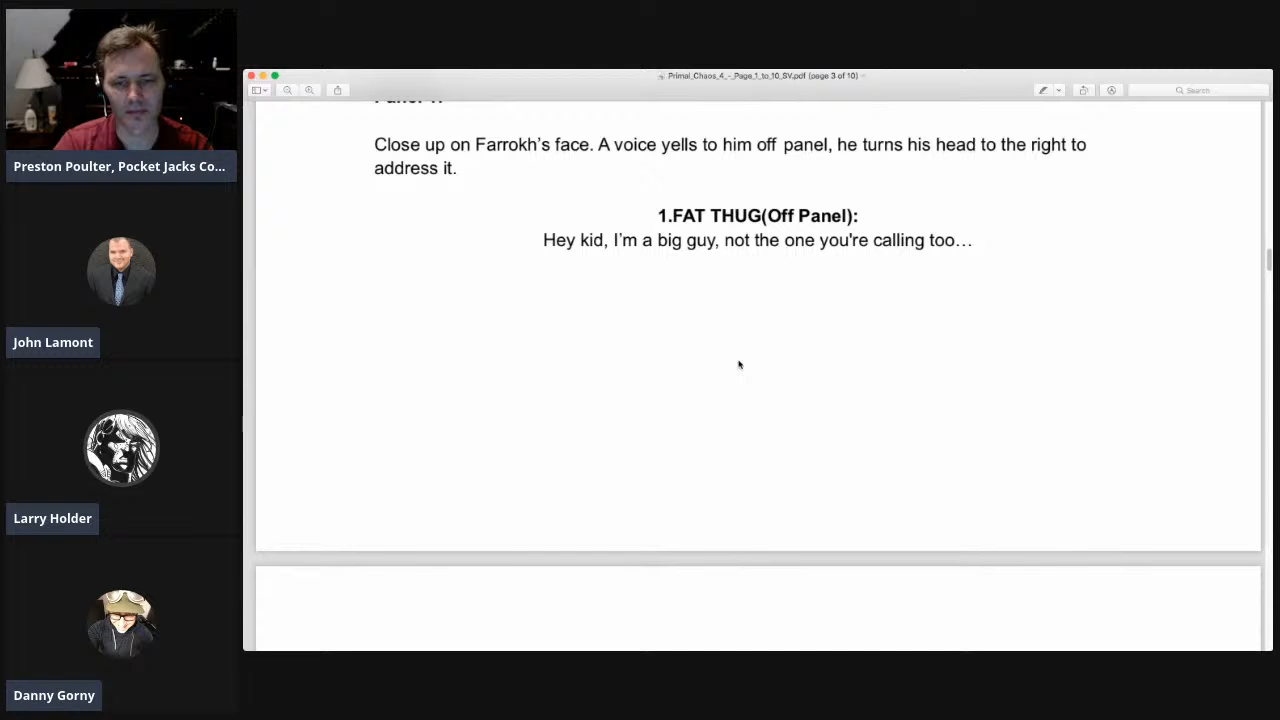 Primal_Chaos_4_-_Page_1_to_10_SV.pdf (page 3 of 10)
Search
Close up on Farrokh’s face. A voice yells to him off panel, he turns his head to the right to
address it.
1.FAT THUG(Off Panel):
Hey kid, I’m a big guy, not the one you're calling too…
Preston Poulter, Pocket Jacks Co...
John Lamont
Larry Holder
Danny Gorny